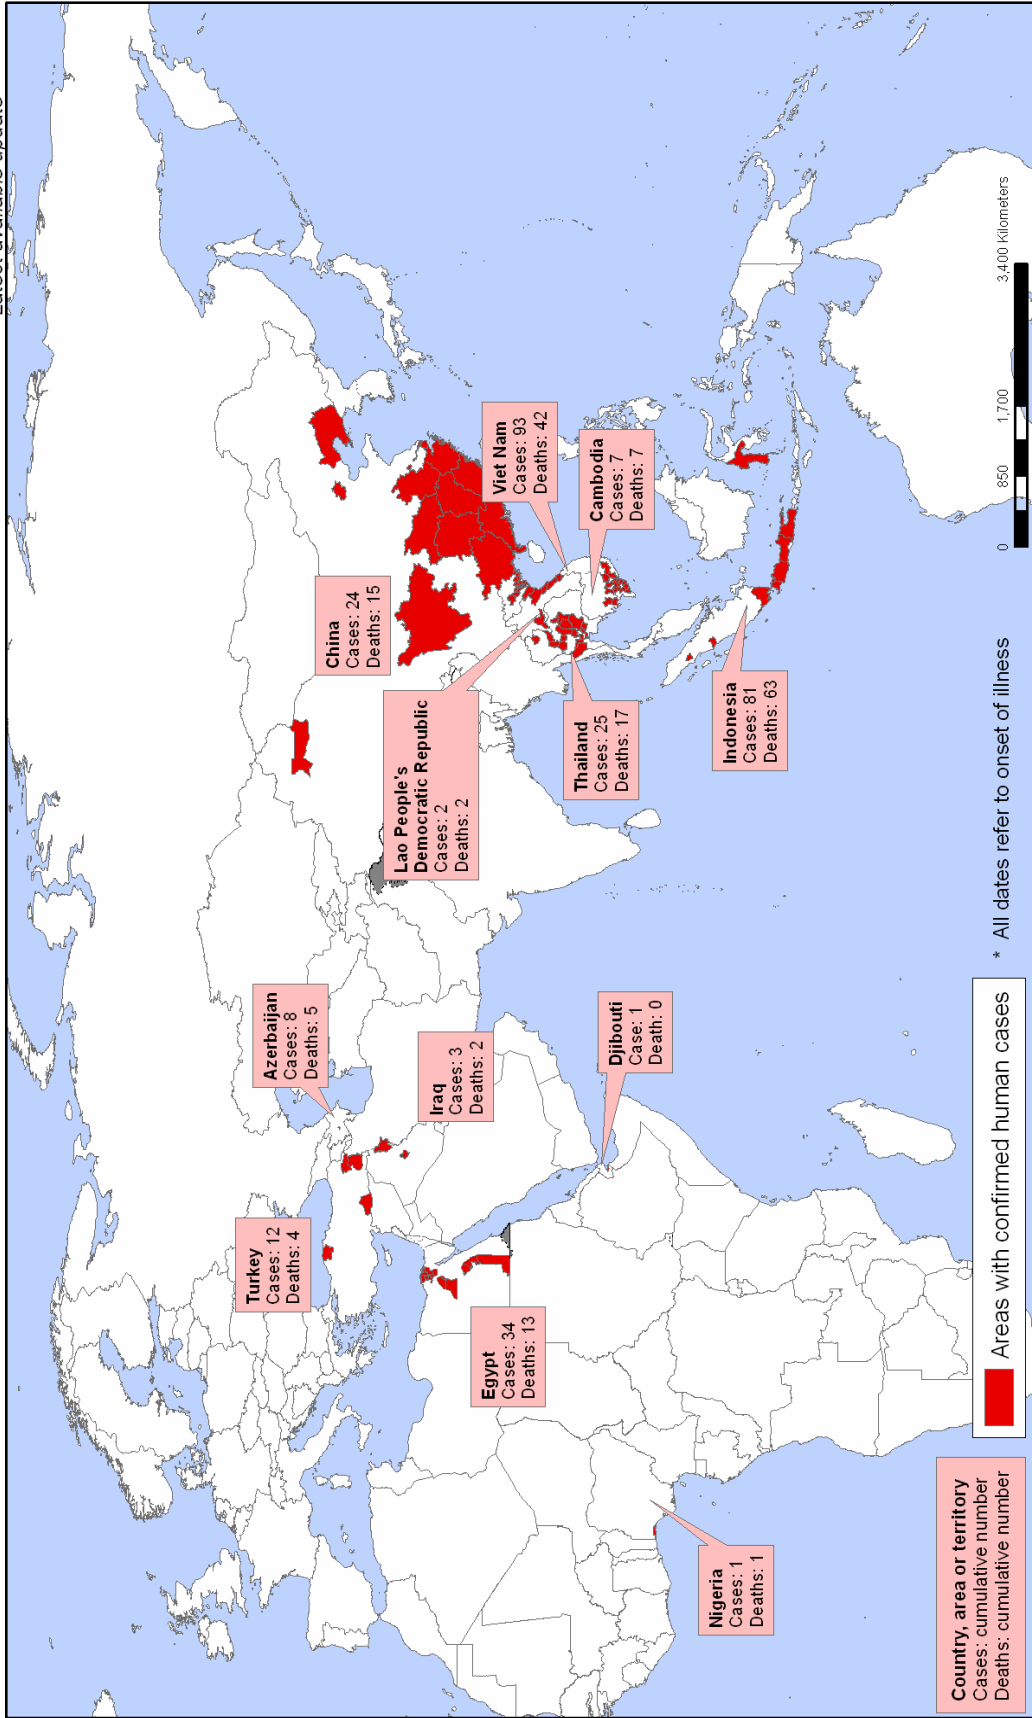 Turkey
Cases: 12
Deaths: 4
Azerbaijan
Cases: 8
Deaths: 5
China
Cases: 24
Deaths: 15
Lao People's
Democratic Republic
Cases: 2
Deaths: 2
Iraq
Cases: 3
Deaths: 2
Egypt
Cases: 34
Deaths: 13
Viet Nam
Cases: 93
Deaths: 42
Cambodia
Cases: 7
Deaths: 7
Thailand
Cases: 25
Deaths: 17
Djibouti
Case: 1
Death: 0
Nigeria
Cases: 1
Deaths: 1
Indonesia
Cases: 81
Deaths: 63
Country, area or territory
Cases: cumulative number
Deaths: cumulative number
Areas with confirmed human cases
* All dates refer to onset of illness
0 850 1,700 3,400 Kilometers